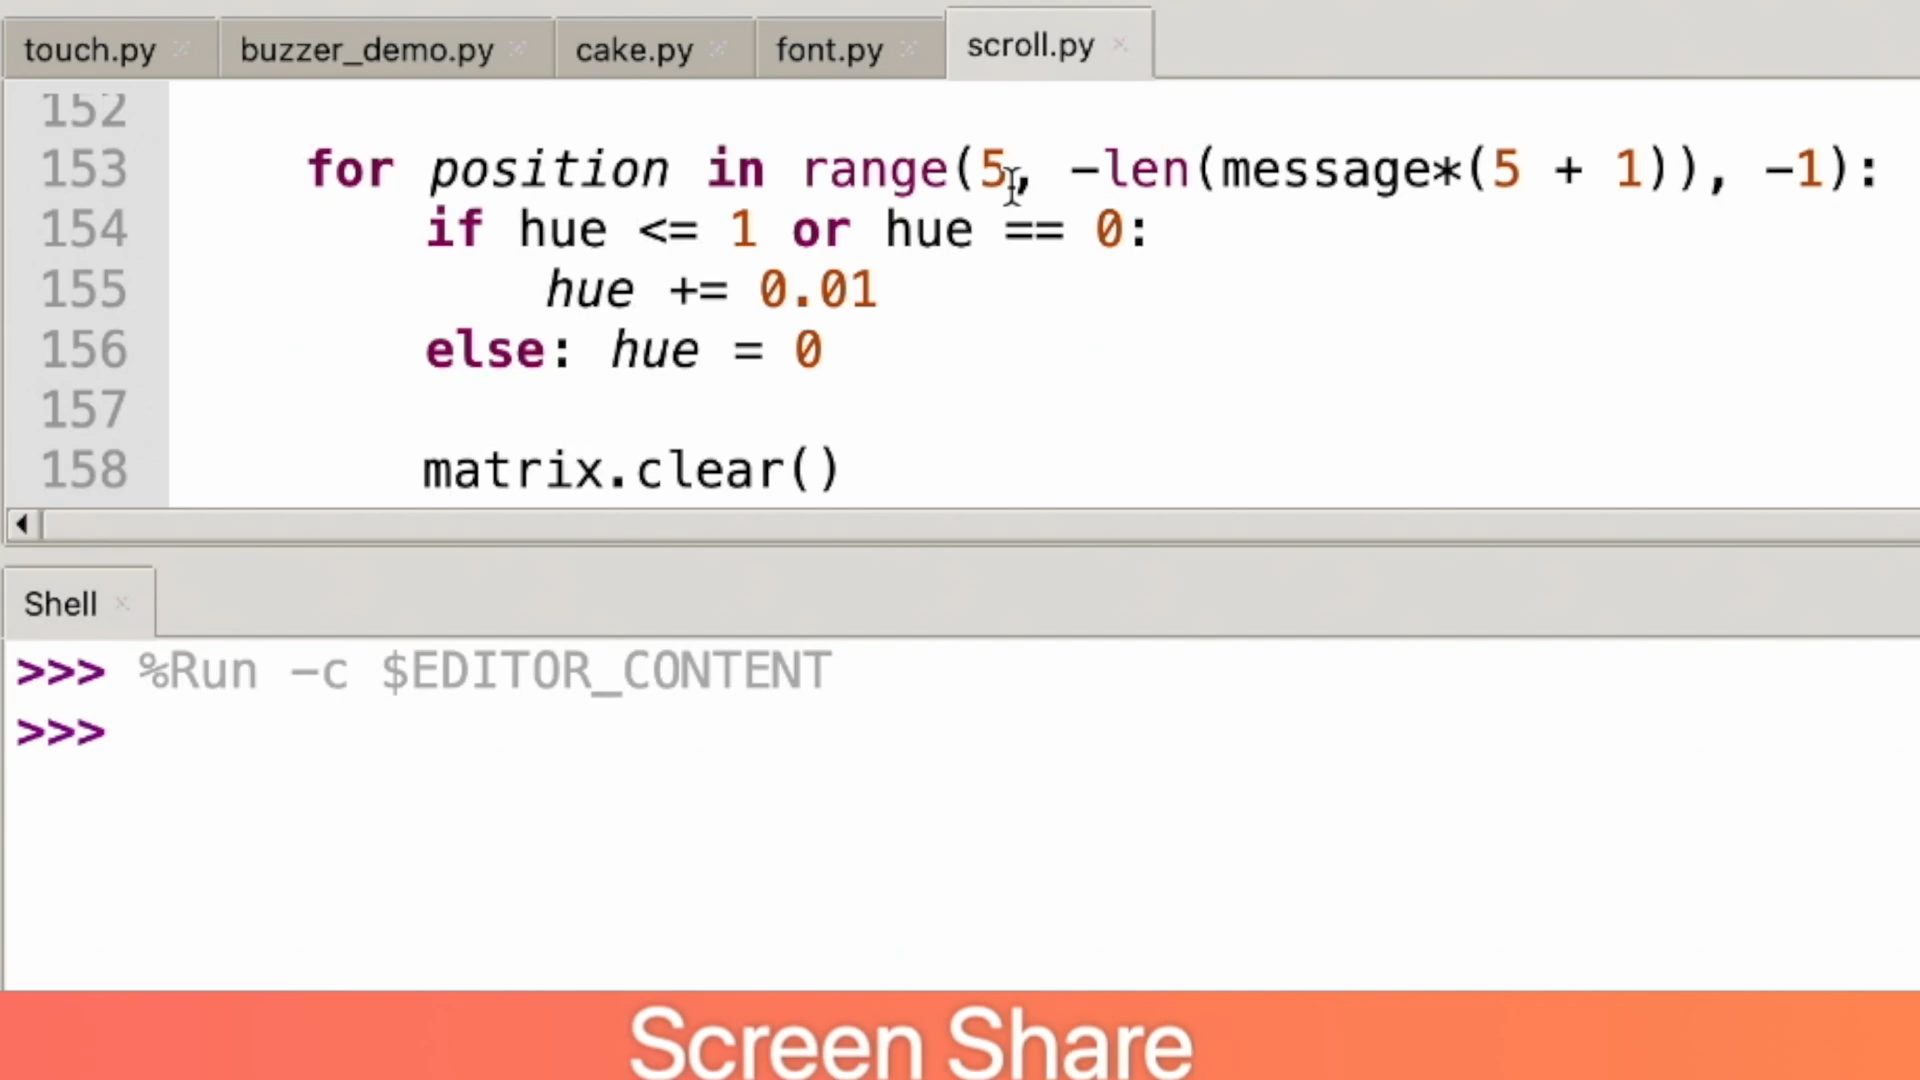 touch.py buzzer_demo.py cake.py font.py scroll.py
152
153 for position in range(5, -len(message*(5 + 1)), -1):
154 if hue <= 1 or hue == 0:
155 hue += 0.01
156 else: hue = 0
157
158 matrix.clear()
Shell
>>> %Run -c $EDITOR_CONTENT
>>>
Screen Share